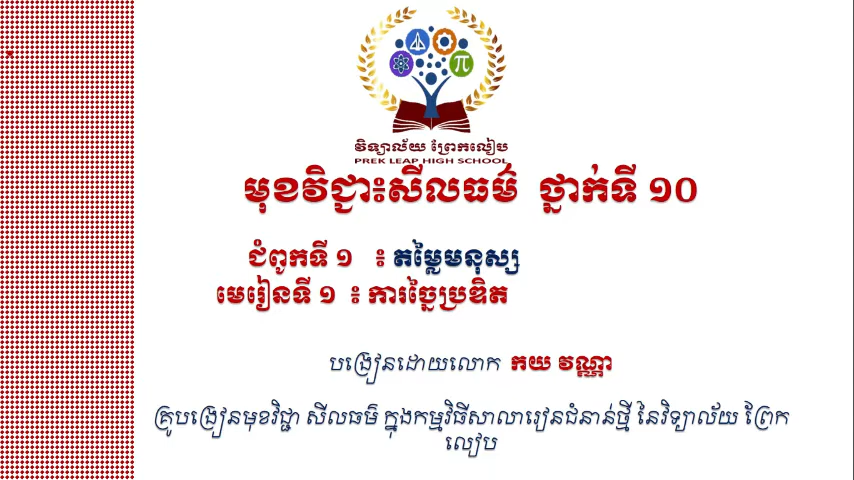 វិទ្យាល័យ ព្រែកលៀប
PREK LEAP HIGH SCHOOL
មុខវិជ្ជា៖សីលធម៌ ថ្នាក់ទី ១០
ជំពូកទី ១ ៖ តម្លៃមនុស្ស
មេរៀនទី ១ ៖ ការច្នៃប្រឌិត
បង្រៀនដោយលោក កយ វណ្ណា
គ្រូបង្រៀនមុខវិជ្ជា សីលធម៌ ក្នុងកម្មវិធីសាលារៀនជំនាន់ថ្មី នៃវិទ្យាល័យ ព្រែក
លៀប